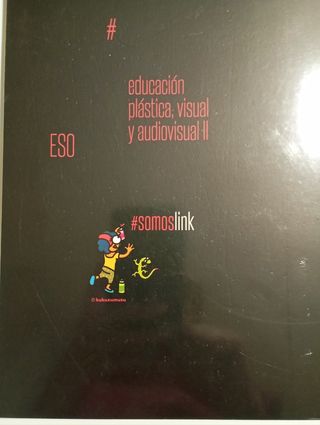 #
educación
plástica, visual
y audiovisual II
ESO
#somoslink